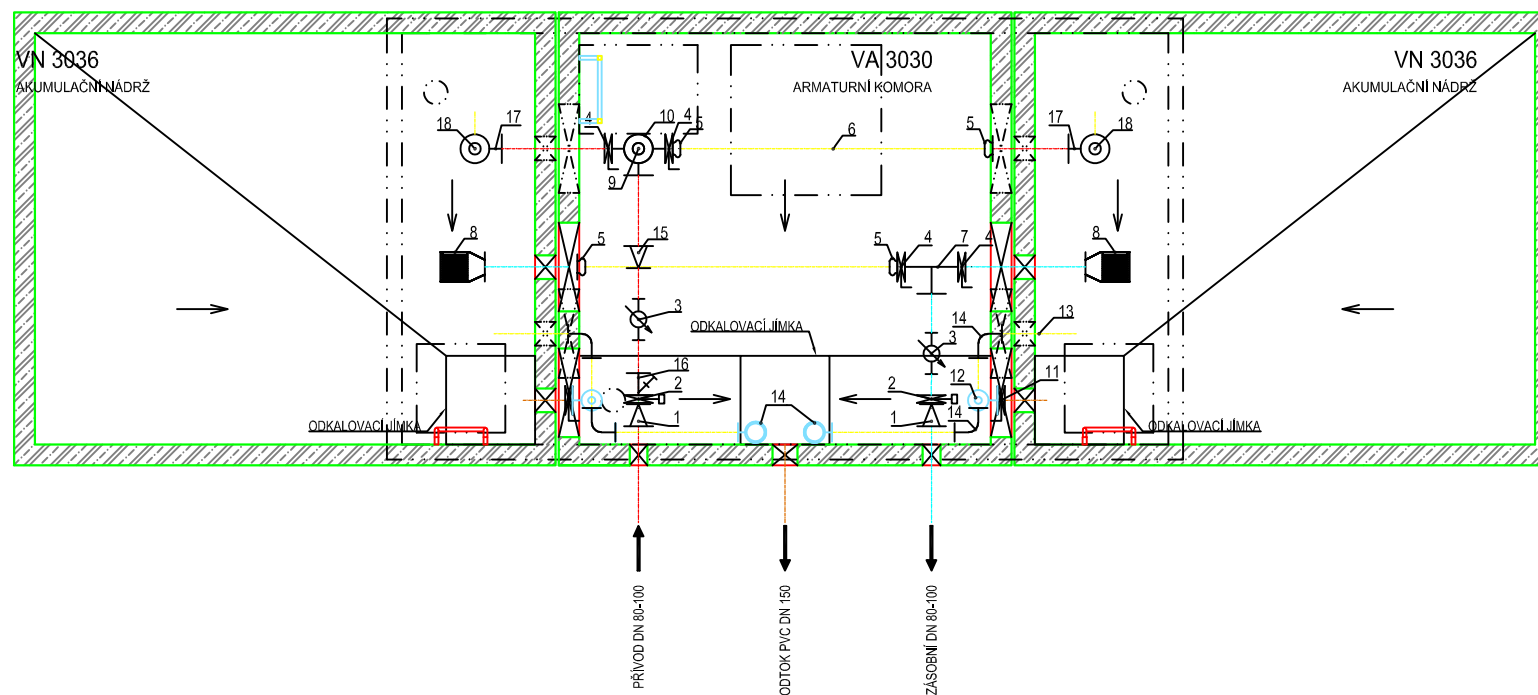 VN 3036
AKUMULAČNÍ NÁDRŽ
VA 3030
ARMATURNÍ KOMORA
VN 3036
AKUMULAČNÍ NÁDRŽ
18
17
4
10
4
5
6
5
17
18
9
8
5
15
5
4
7
4
8
3
ODKALOVACÍ JÍMKA
14
13
3
16
2
14
2
12
11
1
1
14
ODKALOVACÍ JÍMKA
ODKALOVACÍ JÍMKA
PŘÍVOD DN 80-100
ODTOK PVC DN 150
ZÁSOBNÍ DN 80-100